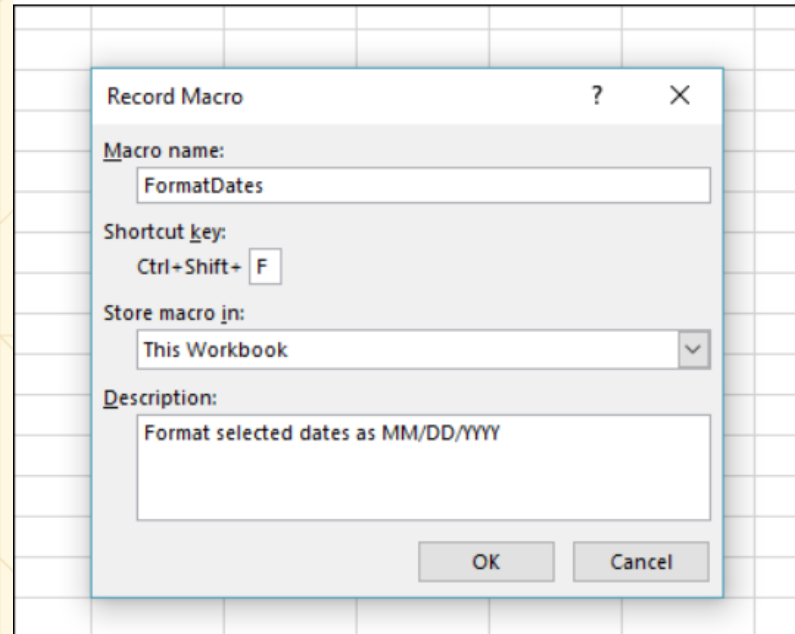 Record Macro ?
Macro name:
FormatDates
Shortcut key:
Ctrl+Shift+ F
Store macro in:
This Workbook
Description:
Format selected dates as MM/DD/YYYY
OK Cancel